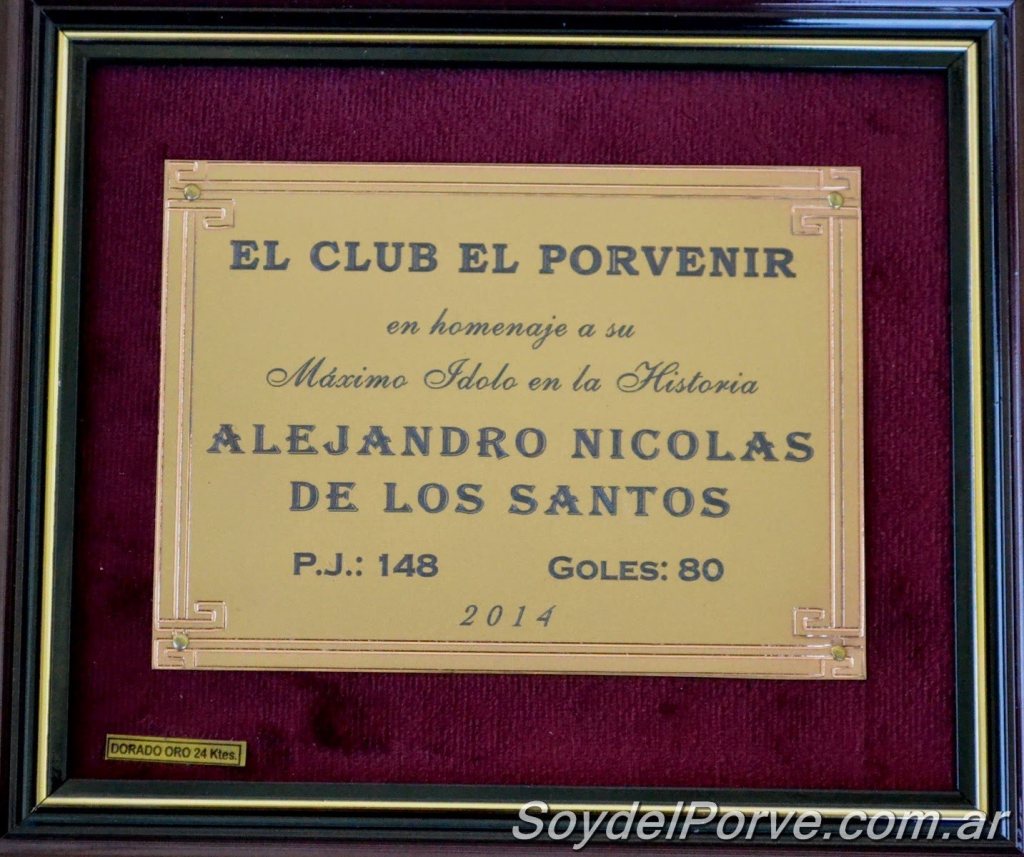 EL CLUB EL PORVENIR
en homenaje a su
Máximo Idolo en la Historia
ALEJANDRO NICOLAS
DE LOS SANTOS
P.J.: 148 GOLES: 80
2014
DORADO ORO 24 Ktes.
SoydelPorve.com.ar